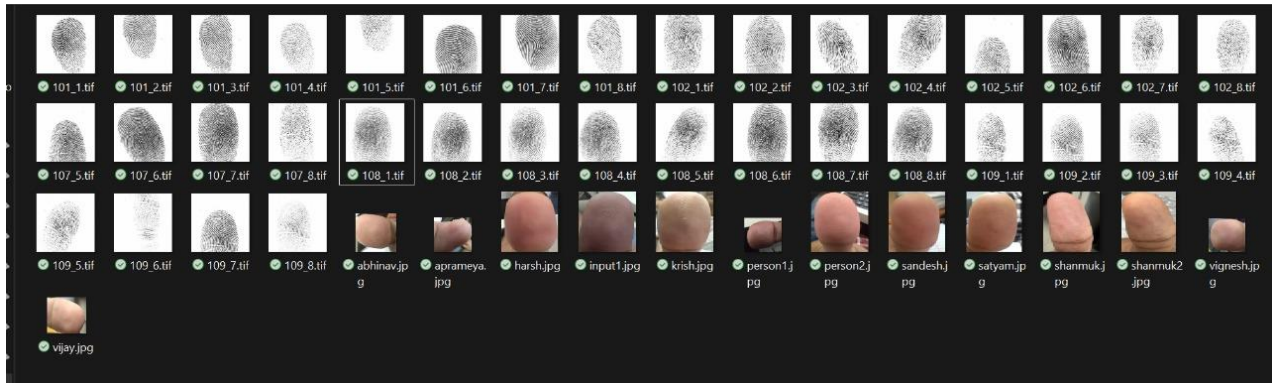 101_1.tif 101_2.tif 101_3.tif 101_4.tif 101_5.tif 101_6.tif 101_7.tif 101_8.tif 102_1.tif 102_2.tif 102_3.tif 102_4.tif 102_5.tif 102_6.tif 102_7.tif 102_8.tif
107_5.tif 107_6.tif 107_7.tif 107_8.tif 108_1.tif 108_2.tif 108_3.tif 108_4.tif 108_5.tif 108_6.tif 108_7.tif 108_8.tif 109_1.tif 109_2.tif 109_3.tif 109_4.tif
109_5.tif 109_6.tif 109_7.tif 109_8.tif abhinav.jp aprameya. harsh.jpg input1.jpg krish.jpg person1.j person2.j sandesh.j satyam.jp shanmuk.j shanmuk2 vignesh.jp
g jpg pg pg pg g pg .jpg g
vijay.jpg